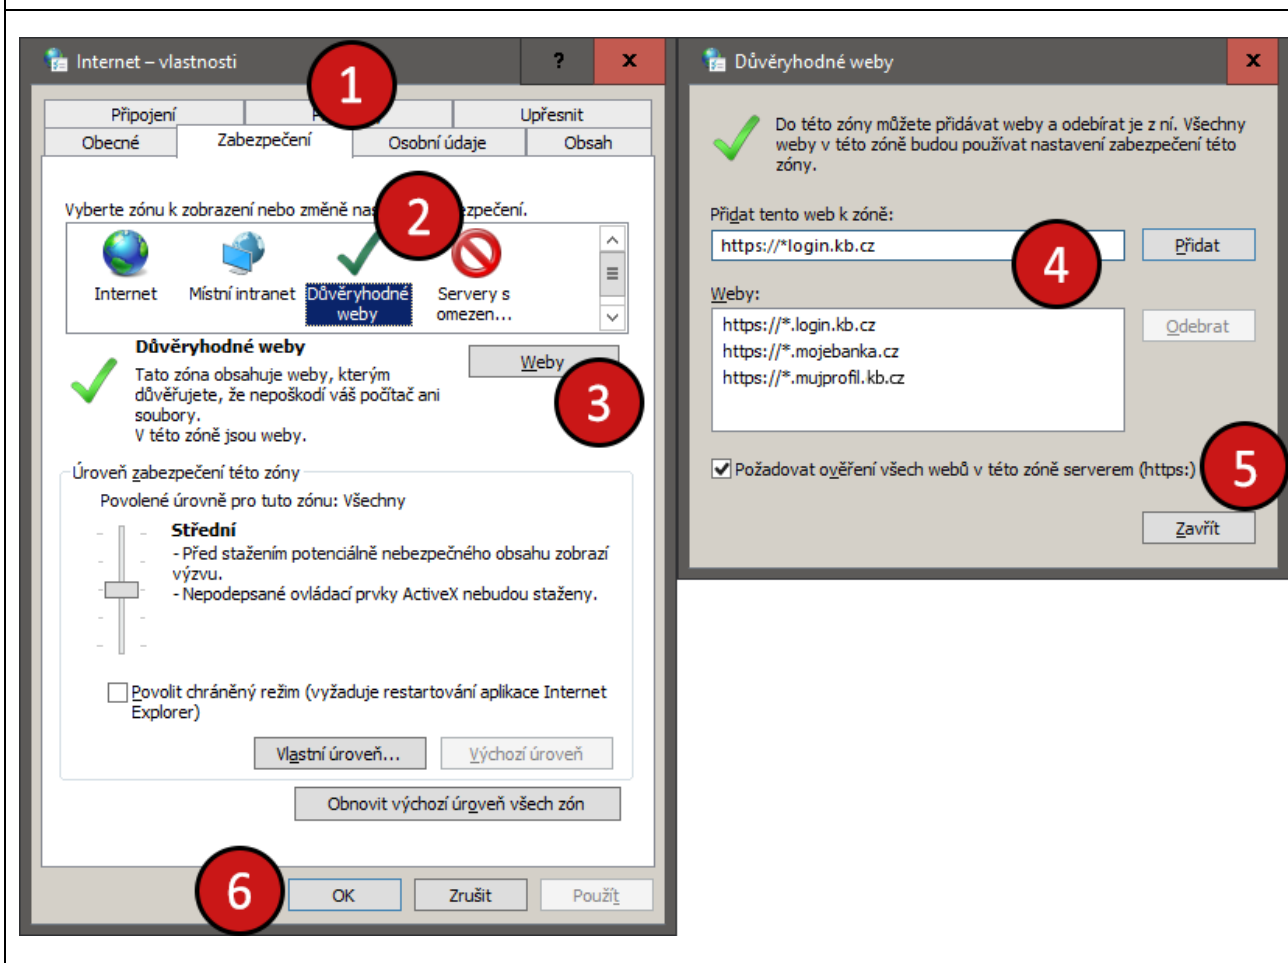 Internet – vlastnosti
?
x
1
Připojení
Upřesnit
Obecné
Zabezpečení
Osobní údaje
Obsah
2
Vyberte zónu k zobrazení nebo změně
Internet
Místní intranet
Důvěryhodné
weby
Servery s
omezen...
Důvěryhodné weby
Weby
3
Tato zóna obsahuje weby, kterým
důvěřujete, že nepoškodí váš počítač ani
soubory.
V této zóně jsou weby.
Úroveň zabezpečení této zóny
Povolené úrovně pro tuto zónu: Všechny
Střední
- Před stažením potenciálně nebezpečného obsahu zobrazí
výzvu.
- Nepodepsané ovládací prvky ActiveX nebudou staženy.
Povolit chráněný režim (vyžaduje restartování aplikace Internet
Explorer)
Vlastní úroveň...
Výchozí úroveň
Obnovit výchozí úroveň všech zón
6
OK
Zrušit
Použít
Důvěryhodné weby
x
Do této zóny můžete přidávat weby a odebírat je z ní. Všechny
weby v této zóně budou používat nastavení zabezpečení této
zóny.
Přidat tento web k zóně:
https://*login.kb.cz
4
Přidat
Weby:
https://*.login.kb.cz
https://*.mojebanka.cz
https://*.mujprofil.kb.cz
Odebrat
Požadovat ověření všech webů v této zóně serverem (https:)
5
Zavřít